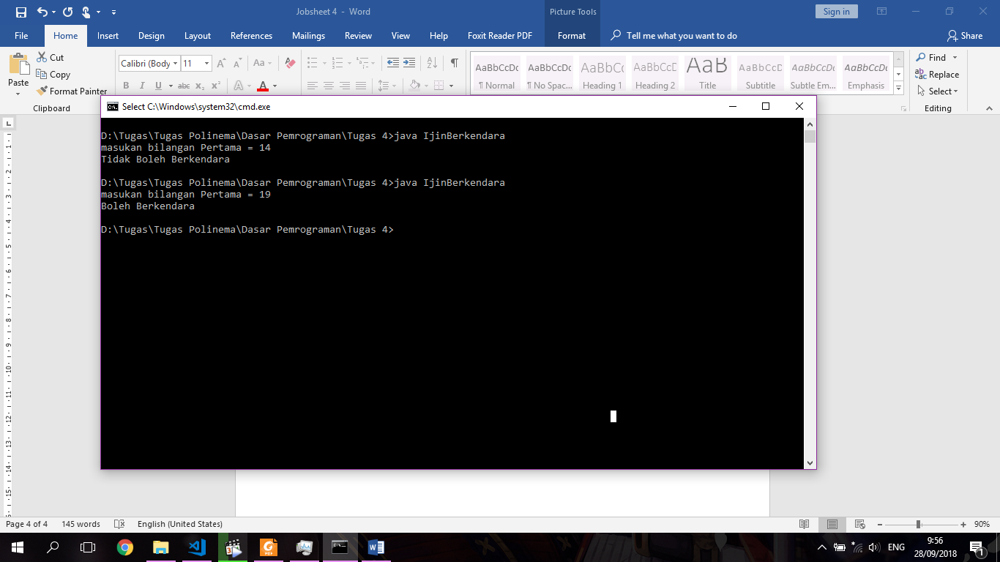 Jobsheet 4 - Word
Picture Tools
Sign in
File Home Insert Design Layout References Mailings Review View Help Foxit Reader PDF Format Tell me what you want to do Share
Paste
Cut
Copy
Format Painter
Clipboard
Calibri (Body 11
AaBbCcDc AaBbCcDc AaBbCc AaBbCcD AaB AaBbCcD AaBbCcDc AaBbCcDc
¶ Normal ¶ No Spac... Heading 1 Heading 2 Title Subtitle Subtle Em... Emphasis
Find
Replace
Select
Editing
Select C:\Windows\system32\cmd.exe
D:\Tugas\Tugas Polinema\Dasar Pemrograman\Tugas 4>java IjinBerkendara
masukan bilangan Pertama = 14
Tidak Boleh Berkendara
D:\Tugas\Tugas Polinema\Dasar Pemrograman\Tugas 4>java IjinBerkendara
masukan bilangan Pertama = 19
Boleh Berkendara
D:\Tugas\Tugas Polinema\Dasar Pemrograman\Tugas 4>
Page 4 of 4 145 words English (United States) 90%
ENG
9:56
28/09/2018